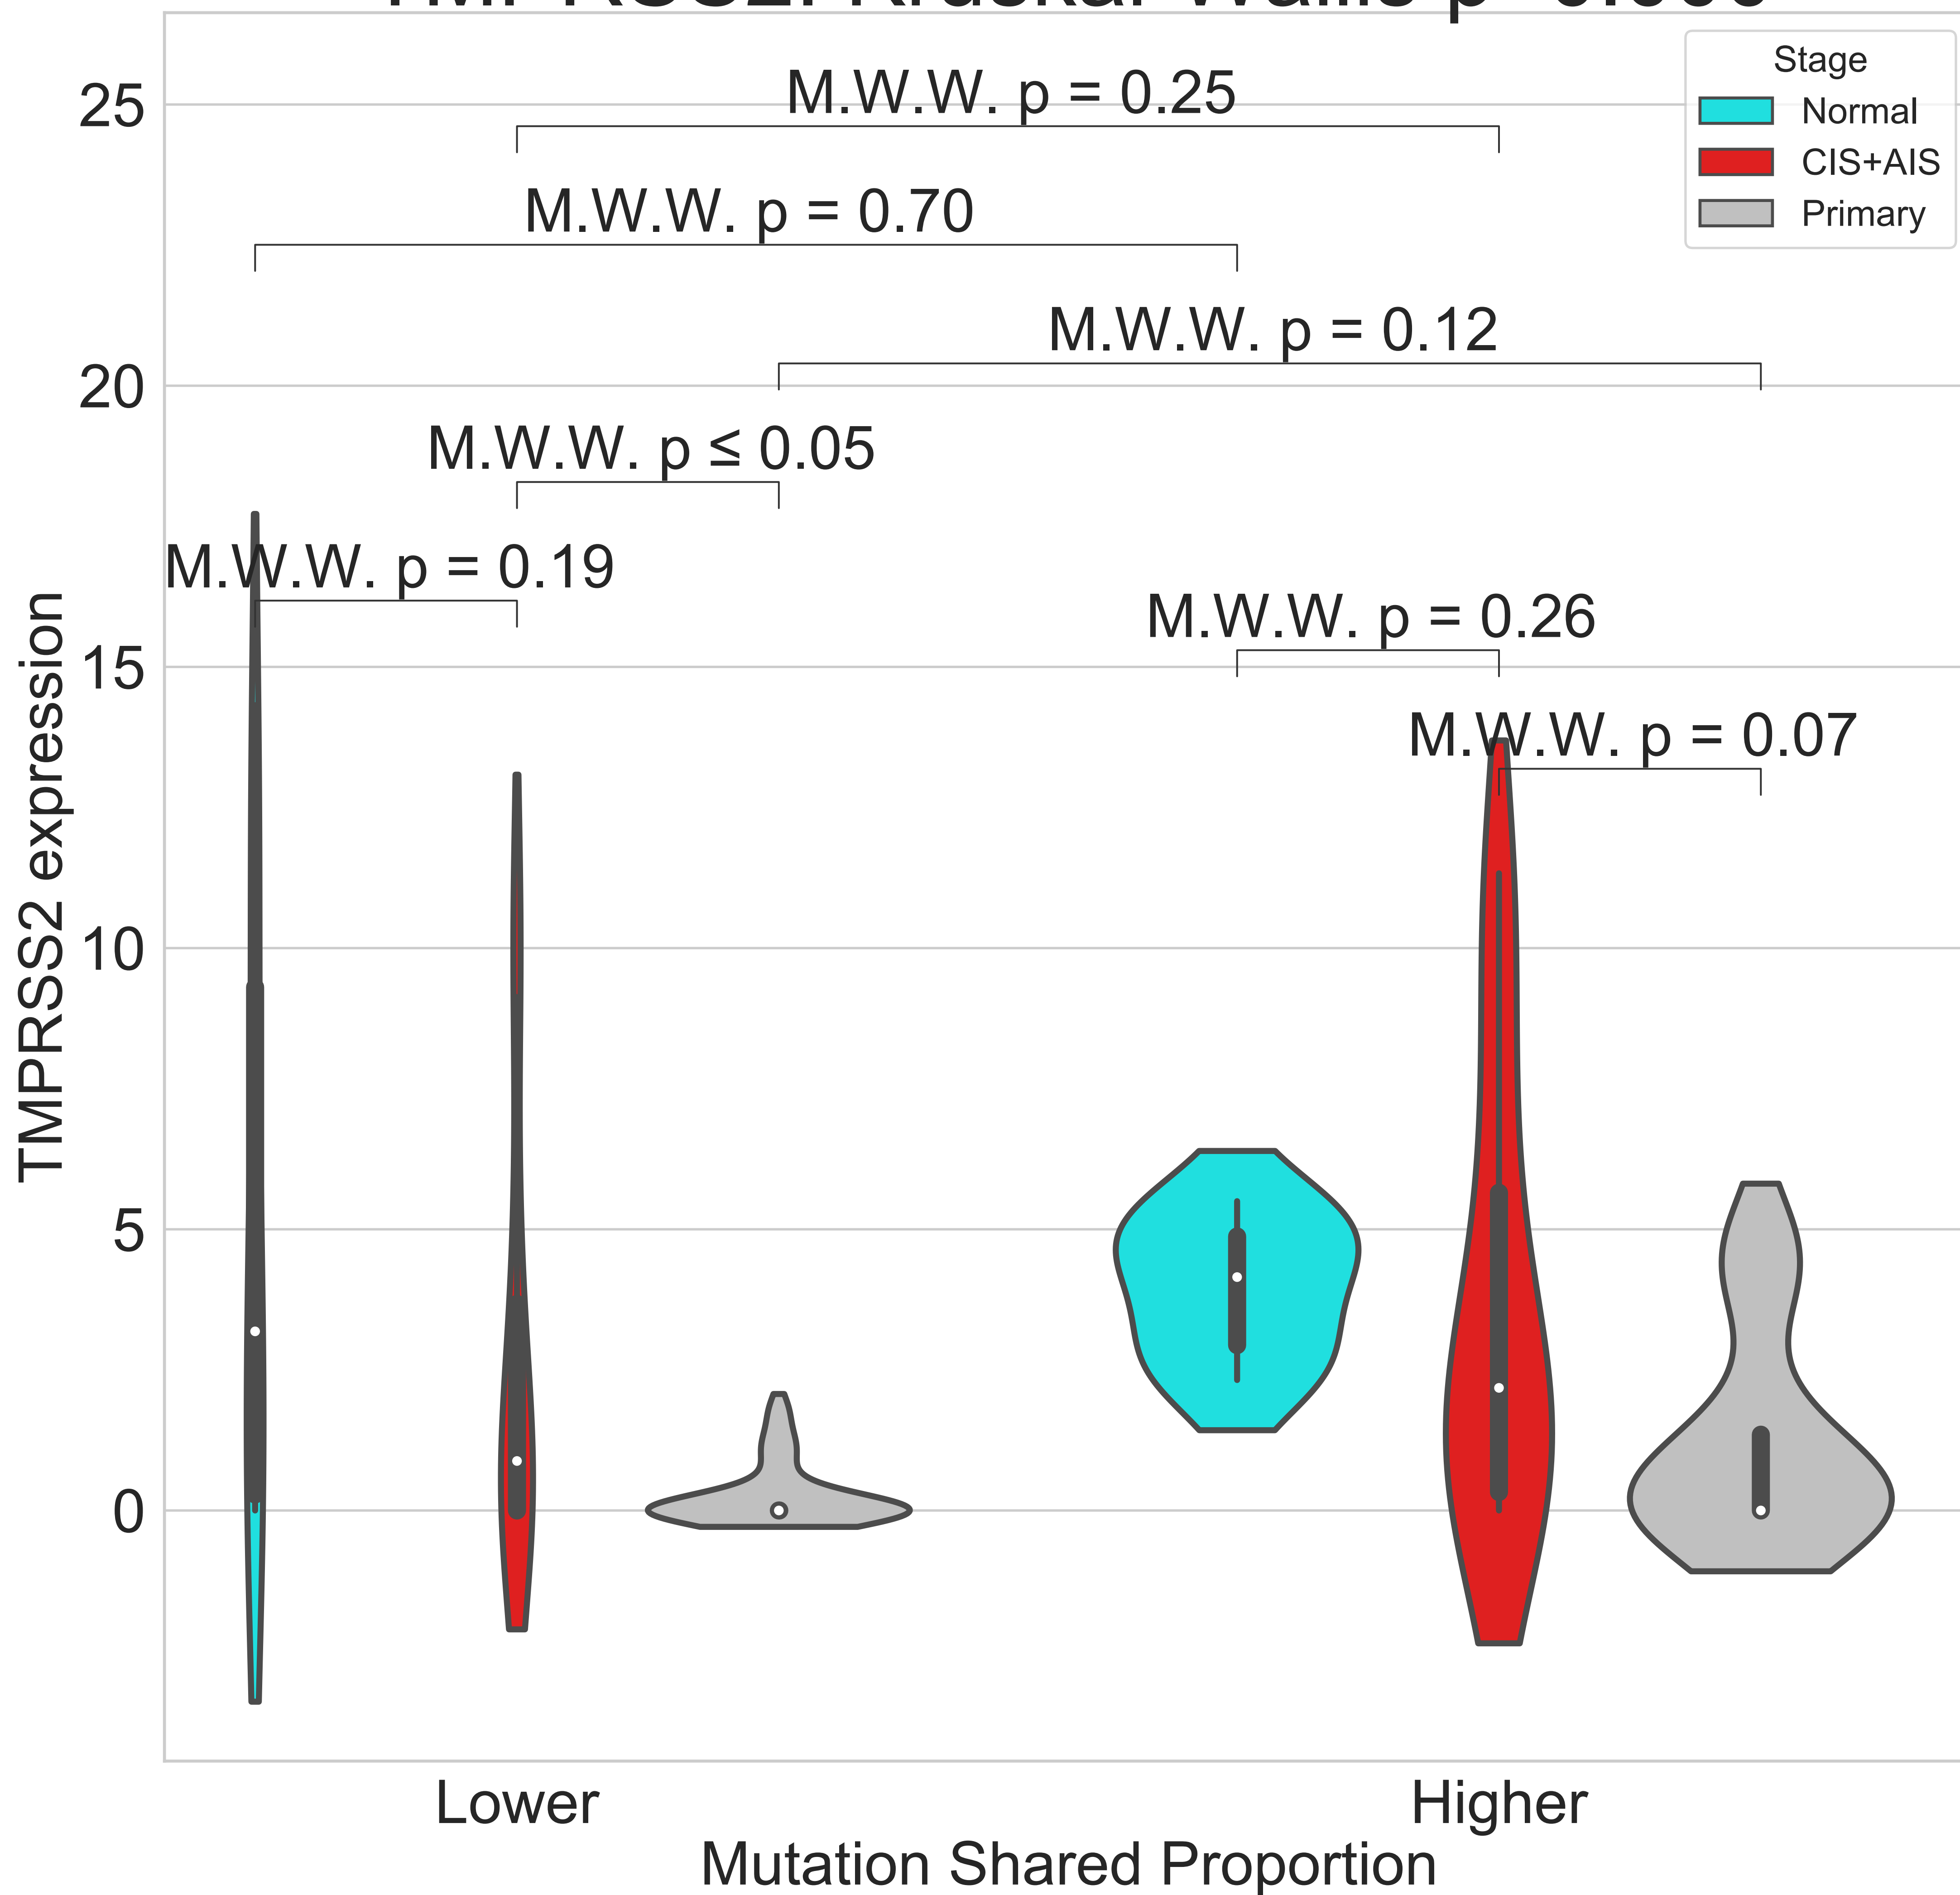 25
20
15
10
5
0
TMPRSS2 expression
M.W.W. p = 0.25
M.W.W. p = 0.70
M.W.W. p = 0.12
M.W.W. p ≤ 0.05
M.W.W. p = 0.19
M.W.W. p = 0.26
M.W.W. p = 0.07
Stage
Normal
CIS+AIS
Primary
Lower
Higher
Mutation Shared Proportion